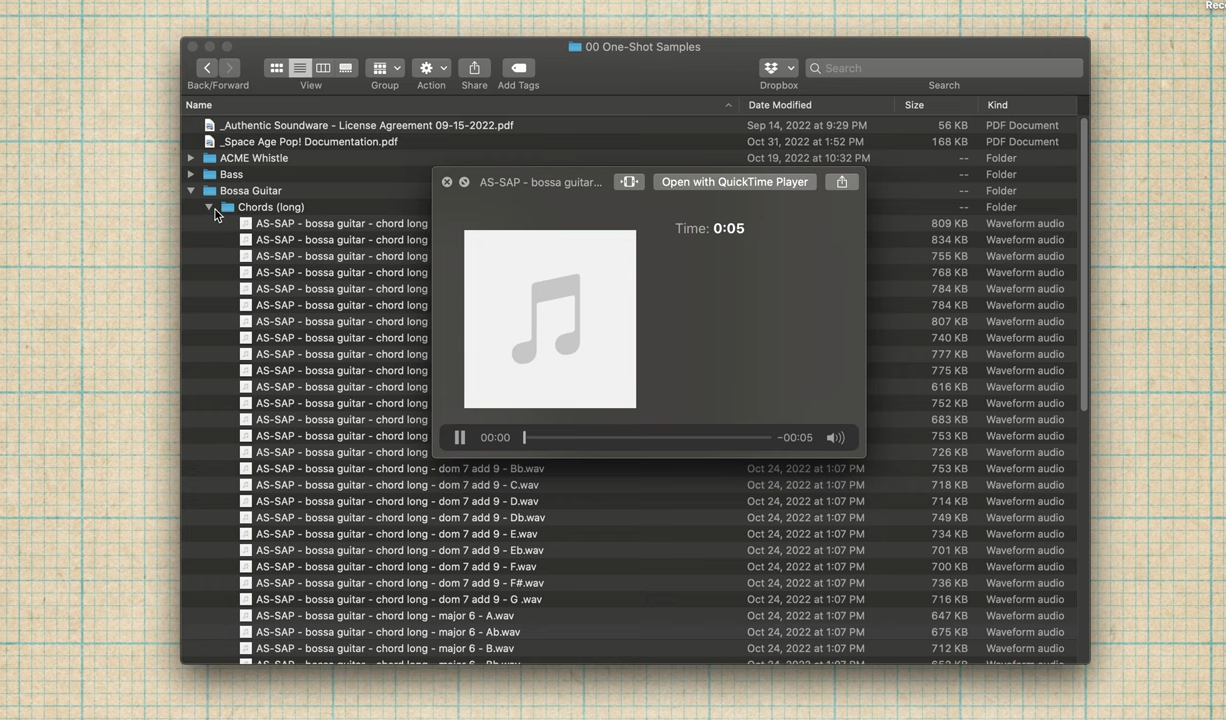 Rec
00 One-Shot Samples
Search
Back/Forward View Group Action Share Add Tags Dropbox Search
Name Date Modified Size Kind
_Authentic Soundware - License Agreement 09-15-2022.pdf Sep 14, 2022 at 9:29 PM 56 KB PDF Document
_Space Age Pop! Documentation.pdf Oct 31, 2022 at 1:52 PM 168 KB PDF Document
ACME Whistle Oct 19, 2022 at 10:32 PM -- Folder
Bass -- Folder
Bossa Guitar -- Folder
Chords (long) -- Folder
AS-SAP - bossa guitar - chord long 809 KB Waveform audio
AS-SAP - bossa guitar - chord long 834 KB Waveform audio
AS-SAP - bossa guitar - chord long 755 KB Waveform audio
AS-SAP - bossa guitar - chord long 768 KB Waveform audio
AS-SAP - bossa guitar - chord long 784 KB Waveform audio
AS-SAP - bossa guitar - chord long 784 KB Waveform audio
AS-SAP - bossa guitar - chord long 807 KB Waveform audio
AS-SAP - bossa guitar - chord long 740 KB Waveform audio
AS-SAP - bossa guitar - chord long 777 KB Waveform audio
AS-SAP - bossa guitar - chord long 775 KB Waveform audio
AS-SAP - bossa guitar - chord long 616 KB Waveform audio
AS-SAP - bossa guitar - chord long 752 KB Waveform audio
AS-SAP - bossa guitar - chord long 683 KB Waveform audio
AS-SAP - bossa guitar - chord long 753 KB Waveform audio
AS-SAP - bossa guitar - chord long 726 KB Waveform audio
AS-SAP - bossa guitar - chord long - dom 7 add 9 - Bb.wav Oct 24, 2022 at 1:07 PM 753 KB Waveform audio
AS-SAP - bossa guitar - chord long - dom 7 add 9 - C.wav Oct 24, 2022 at 1:07 PM 718 KB Waveform audio
AS-SAP - bossa guitar - chord long - dom 7 add 9 - D.wav Oct 24, 2022 at 1:07 PM 714 KB Waveform audio
AS-SAP - bossa guitar - chord long - dom 7 add 9 - Db.wav Oct 24, 2022 at 1:07 PM 749 KB Waveform audio
AS-SAP - bossa guitar - chord long - dom 7 add 9 - E.wav Oct 24, 2022 at 1:07 PM 734 KB Waveform audio
AS-SAP - bossa guitar - chord long - dom 7 add 9 - Eb.wav Oct 24, 2022 at 1:07 PM 701 KB Waveform audio
AS-SAP - bossa guitar - chord long - dom 7 add 9 - F.wav Oct 24, 2022 at 1:07 PM 700 KB Waveform audio
AS-SAP - bossa guitar - chord long - dom 7 add 9 - F#.wav Oct 24, 2022 at 1:07 PM 736 KB Waveform audio
AS-SAP - bossa guitar - chord long - dom 7 add 9 - G .wav Oct 24, 2022 at 1:07 PM 716 KB Waveform audio
AS-SAP - bossa guitar - chord long - major 6 - A.wav Oct 24, 2022 at 1:07 PM 647 KB Waveform audio
AS-SAP - bossa guitar - chord long - major 6 - Ab.wav Oct 24, 2022 at 1:07 PM 675 KB Waveform audio
AS-SAP - bossa guitar - chord long - major 6 - B.wav Oct 24, 2022 at 1:07 PM 712 KB Waveform audio
AS-SAP - bossa guitar... Open with QuickTime Player
Time: 0:05
00:00 -00:05